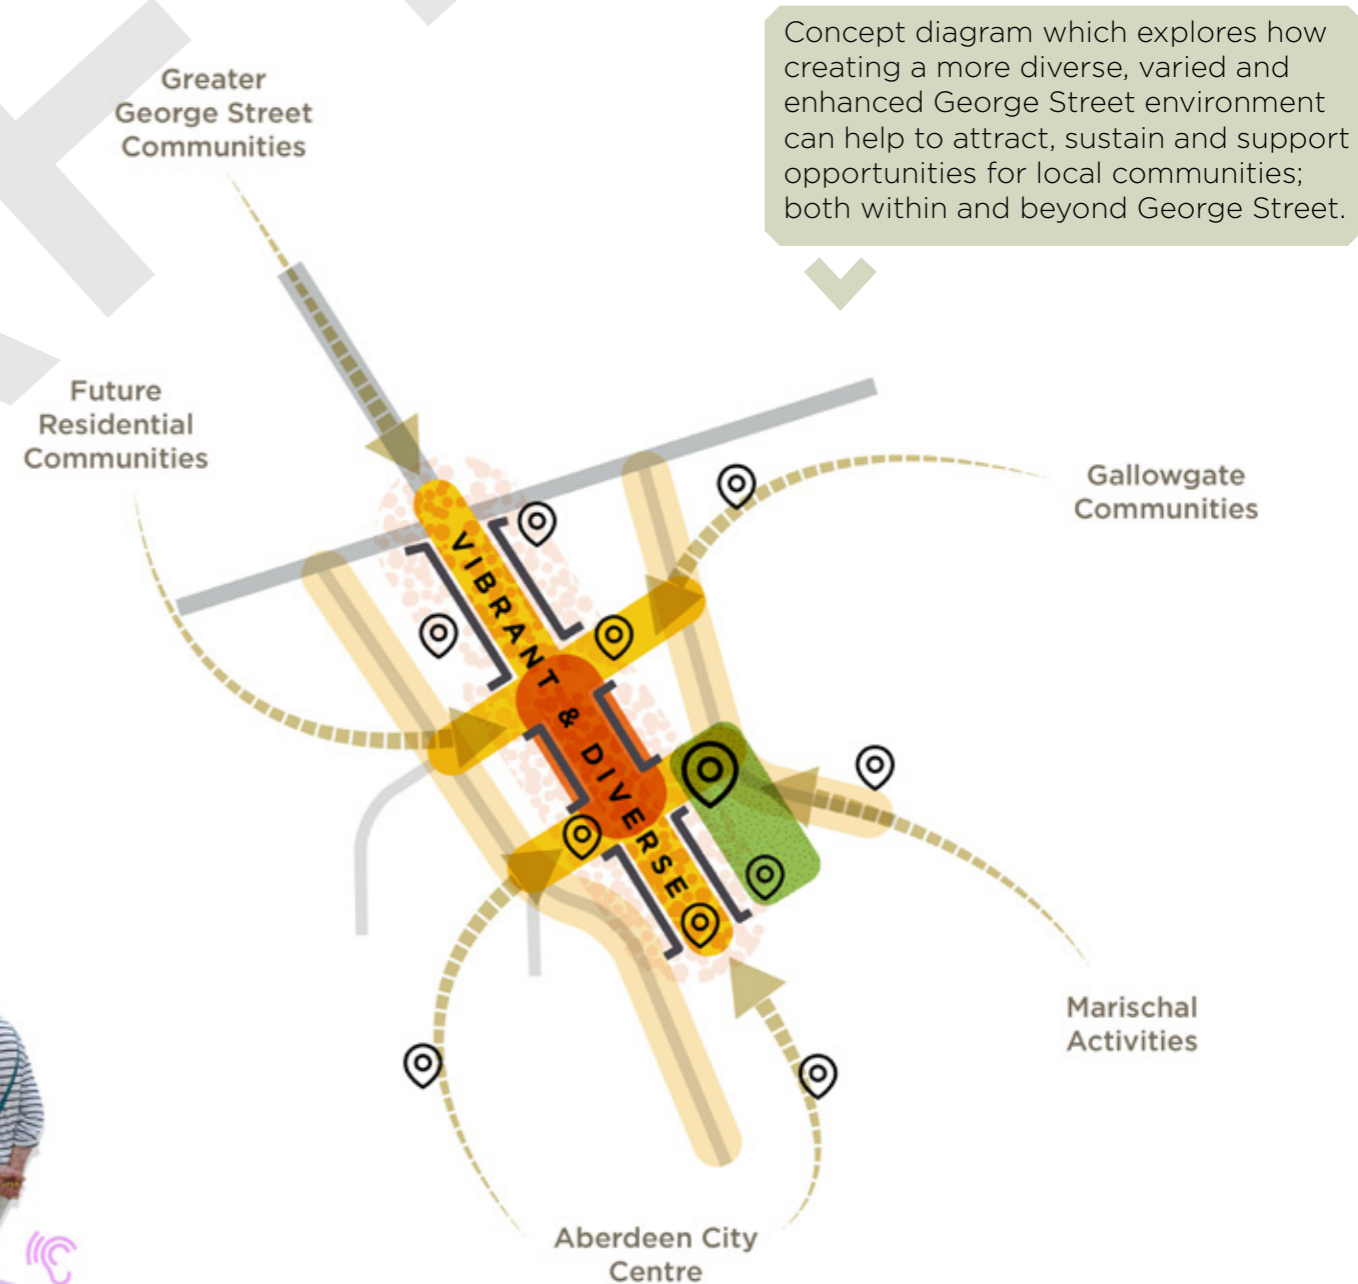 Concept diagram which explores how
creating a more diverse, varied and
enhanced George Street environment
can help to attract, sustain and support
opportunities for local communities;
both within and beyond George Street.
Greater
George Street
Communities
Future
Residential
Communities
Gallowgate
Communities
VIBRANT & DIVERSE
Marischal
Activities
Aberdeen City
Centre